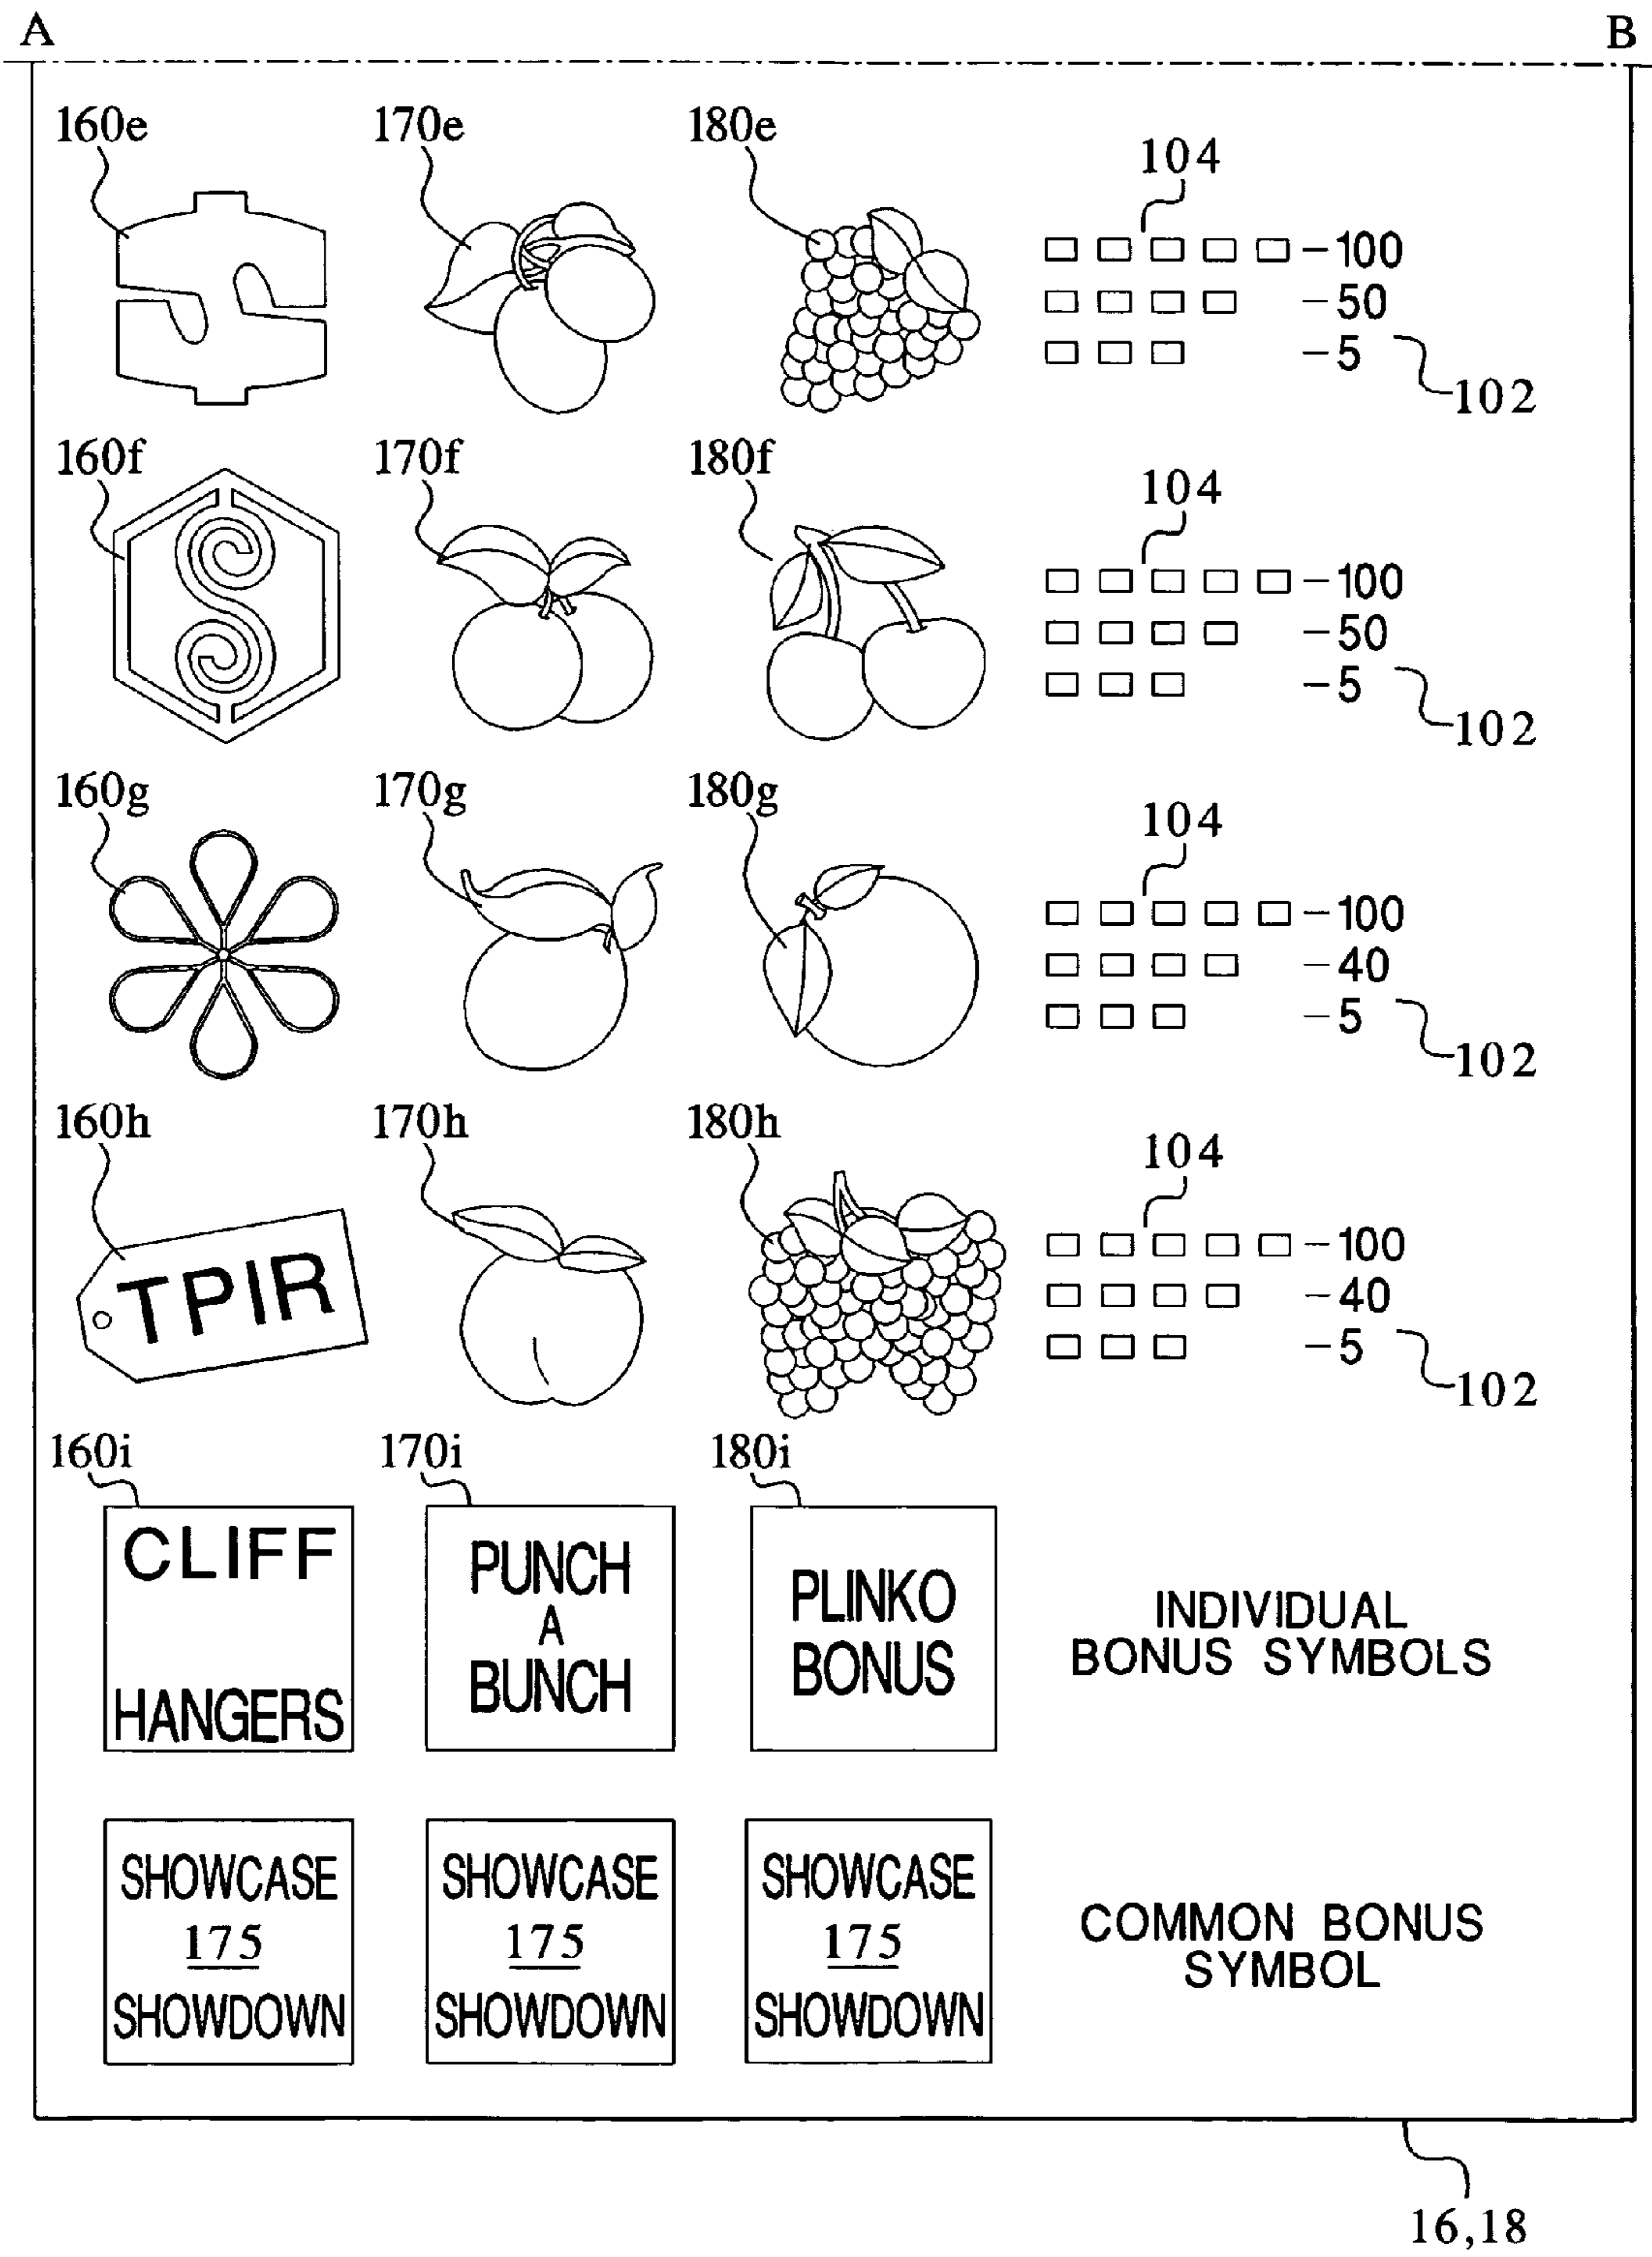 A B
160e 170e 180e 104
-100
-50
-5
102
160f 170f 180f 104
-100
-50
-5
102
160g 170g 180g 104
-100
-40
-5
102
160h 170h 180h 104
TPIR
-100
-40
-5
102
160i 170i 180i
CLIFF
HANGERS
PUNCH
A
BUNCH
PLINKO
BONUS
INDIVIDUAL
BONUS SYMBOLS
SHOWCASE
175
SHOWDOWN
SHOWCASE
175
SHOWDOWN
SHOWCASE
175
SHOWDOWN
COMMON BONUS
SYMBOL
16,18